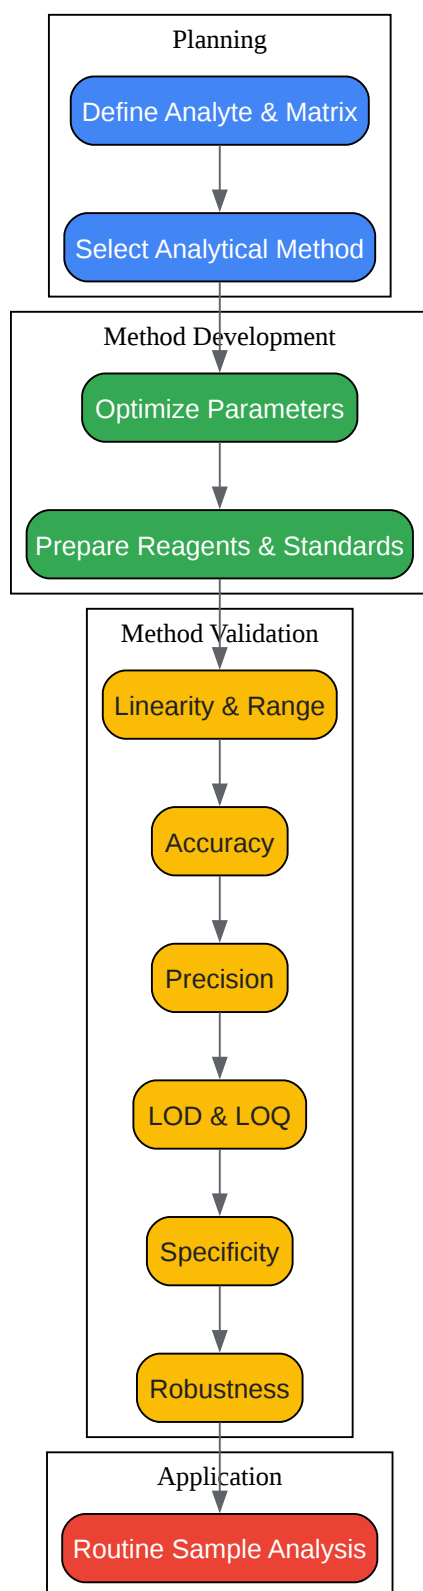 Planning
Define Analyte & Matrix
Select Analytical Method
Method Development
Optimize Parameters
Prepare Reagents & Standards
Method Validation
Linearity & Range
Accuracy
Precision
LOD & LOQ
Specificity
Robustness
Application
Routine Sample Analysis